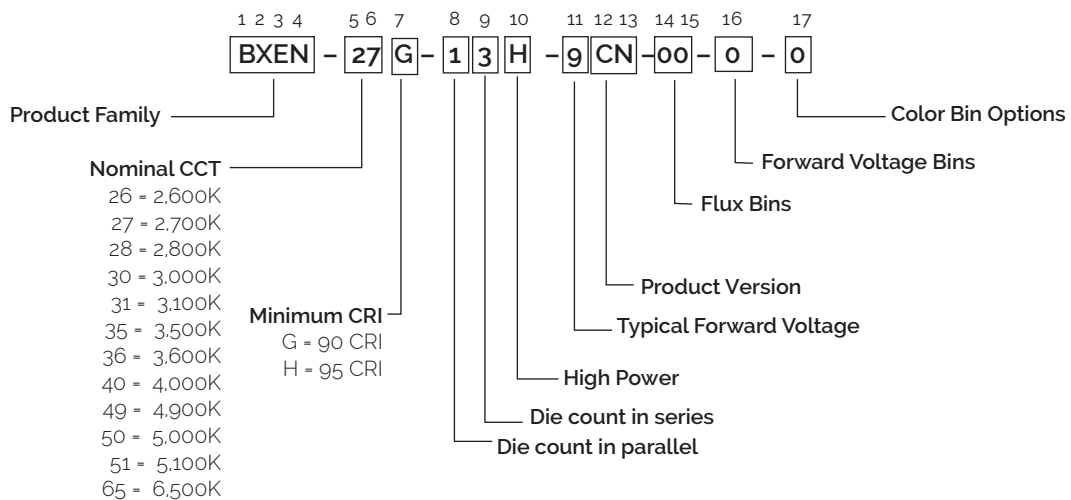 1 2 3 4 5 6 7 8 9 10 11 12 13 14 15 16 17
BXEN – 27 G – 1 3 H – 9 CN – 00 – 0 – 0
Product Family
Color Bin Options
Nominal CCT
26 = 2,600K
27 = 2,700K
28 = 2,800K
30 = 3,000K
31 = 3,100K
35 = 3,500K
36 = 3,600K
40 = 4,000K
49 = 4,900K
50 = 5,000K
51 = 5,100K
65 = 6,500K
Forward Voltage Bins
Flux Bins
Product Version
Minimum CRI
G = 90 CRI
H = 95 CRI
Typical Forward Voltage
High Power
Die count in series
Die count in parallel